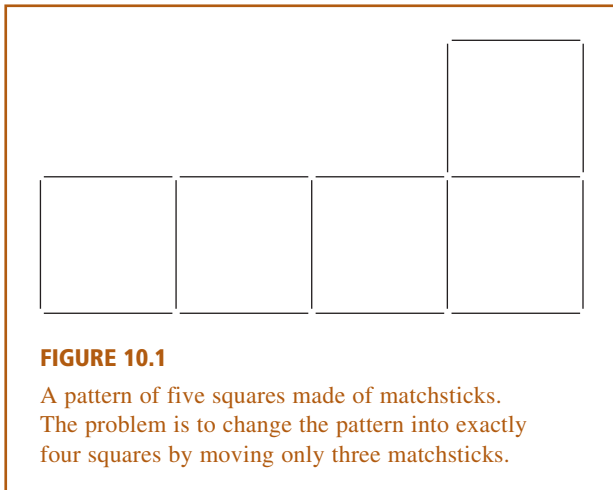 FIGURE 10.1
A pattern of five squares made of matchsticks.
The problem is to change the pattern into exactly
four squares by moving only three matchsticks.